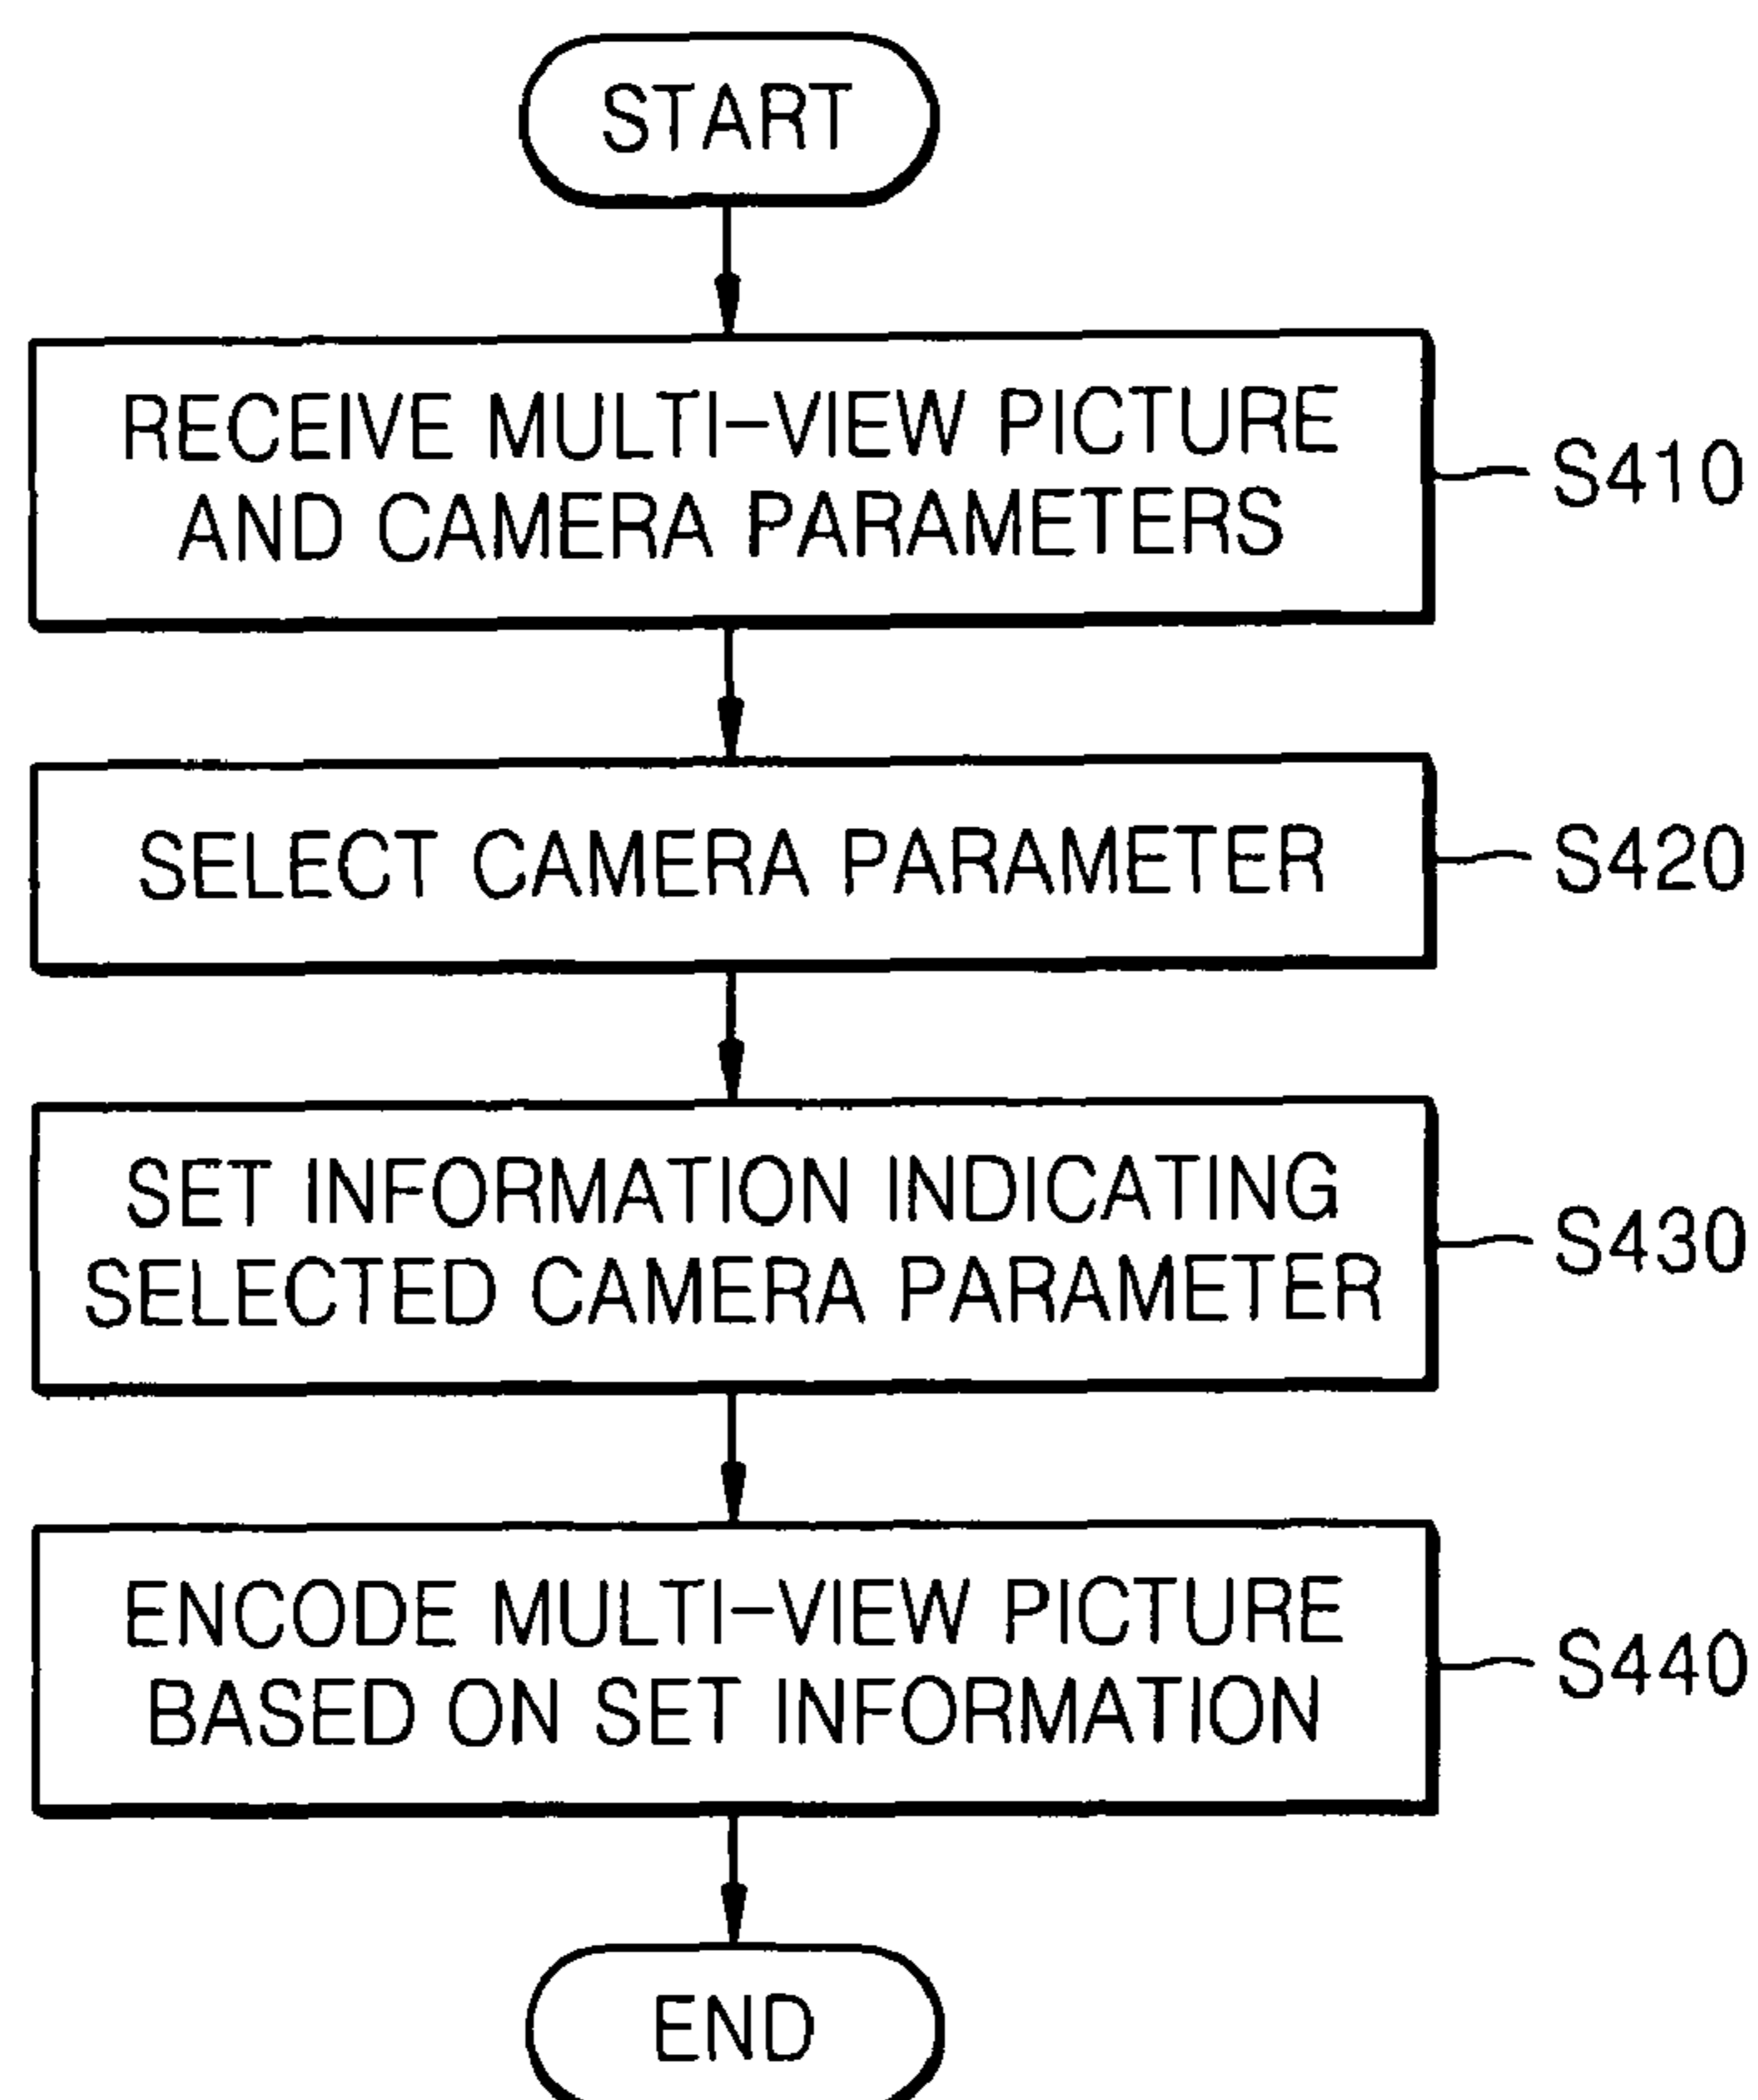 START
RECEIVE MULTI-VIEW PICTURE
AND CAMERA PARAMETERS
S410
SELECT CAMERA PARAMETER
S420
SET INFORMATION INDICATING
SELECTED CAMERA PARAMETER
S430
ENCODE MULTI-VIEW PICTURE
BASED ON SET INFORMATION
S440
END